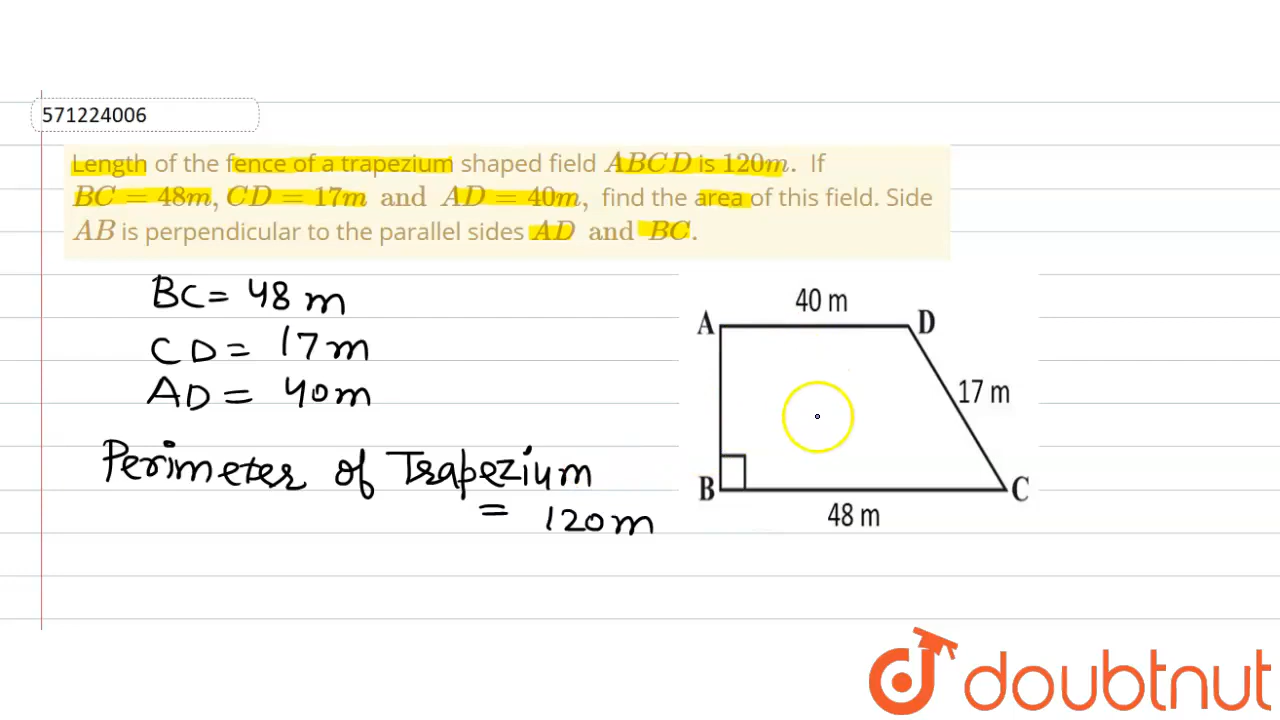 571224006
Length of the fence of a trapezium shaped field ABCD is 120m. If
BC = 48m, CD = 17m and AD = 40m, find the area of this field. Side
AB is perpendicular to the parallel sides AD and BC.
BC = 48 m
CD = 17 m
AD = 40m
Perimeter of Trapezium
= 120m
40 m
A
D
17 m
B
C
48 m
doubtnut